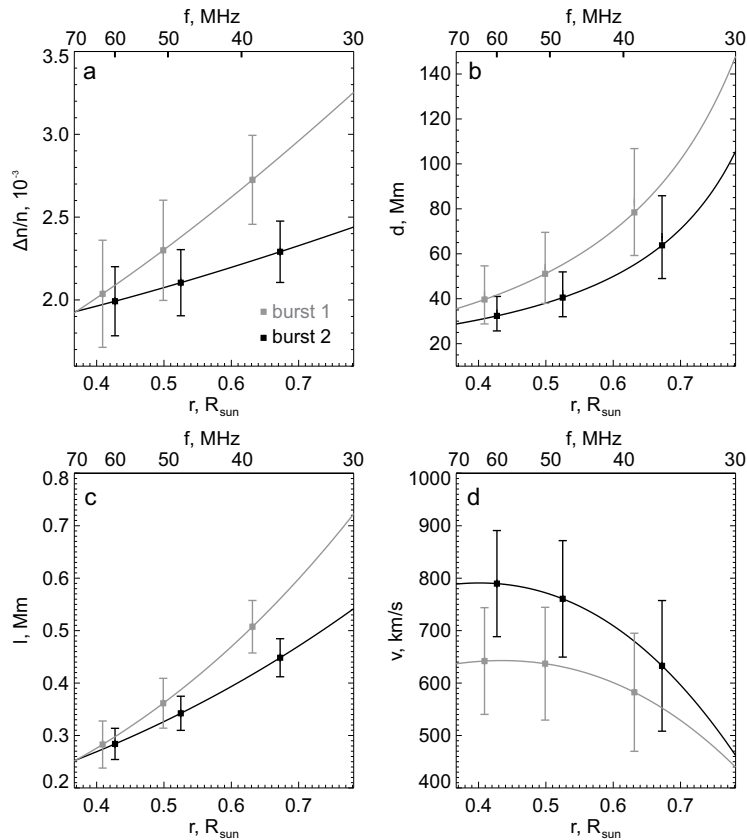 f, MHz
70 60 50 40 30
a
3.5
3.0
2.5
2.0
Δn/n, 10⁻³
burst 1
burst 2
0.4 0.5 0.6 0.7
r, R_sun
f, MHz
70 60 50 40 30
b
140
120
100
80
60
40
20
d, Mm
0.4 0.5 0.6 0.7
r, R_sun
f, MHz
70 60 50 40 30
c
0.8
0.7
0.6
0.5
0.4
0.3
0.2
l, Mm
0.4 0.5 0.6 0.7
r, R_sun
f, MHz
70 60 50 40 30
d
1000
900
800
700
600
500
400
v, km/s
0.4 0.5 0.6 0.7
r, R_sun